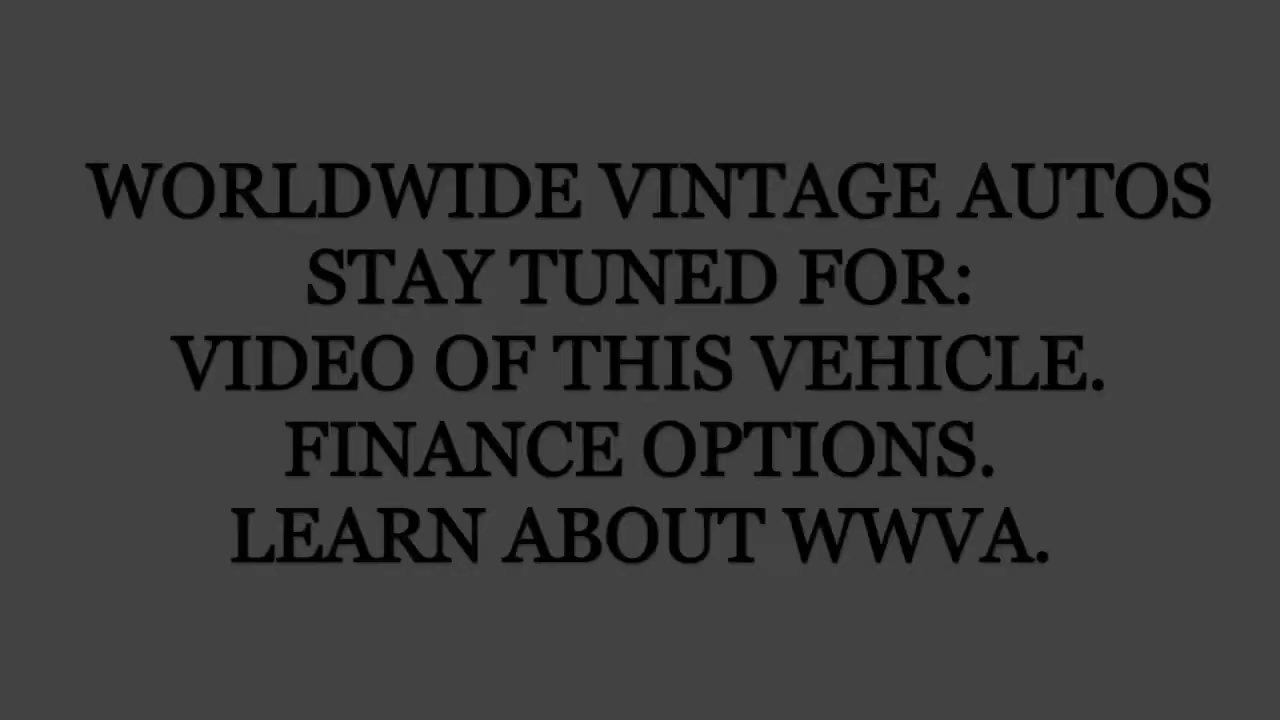 WORLDWIDE VINTAGE AUTOS
STAY TUNED FOR:
VIDEO OF THIS VEHICLE.
FINANCE OPTIONS.
LEARN ABOUT WWVA.